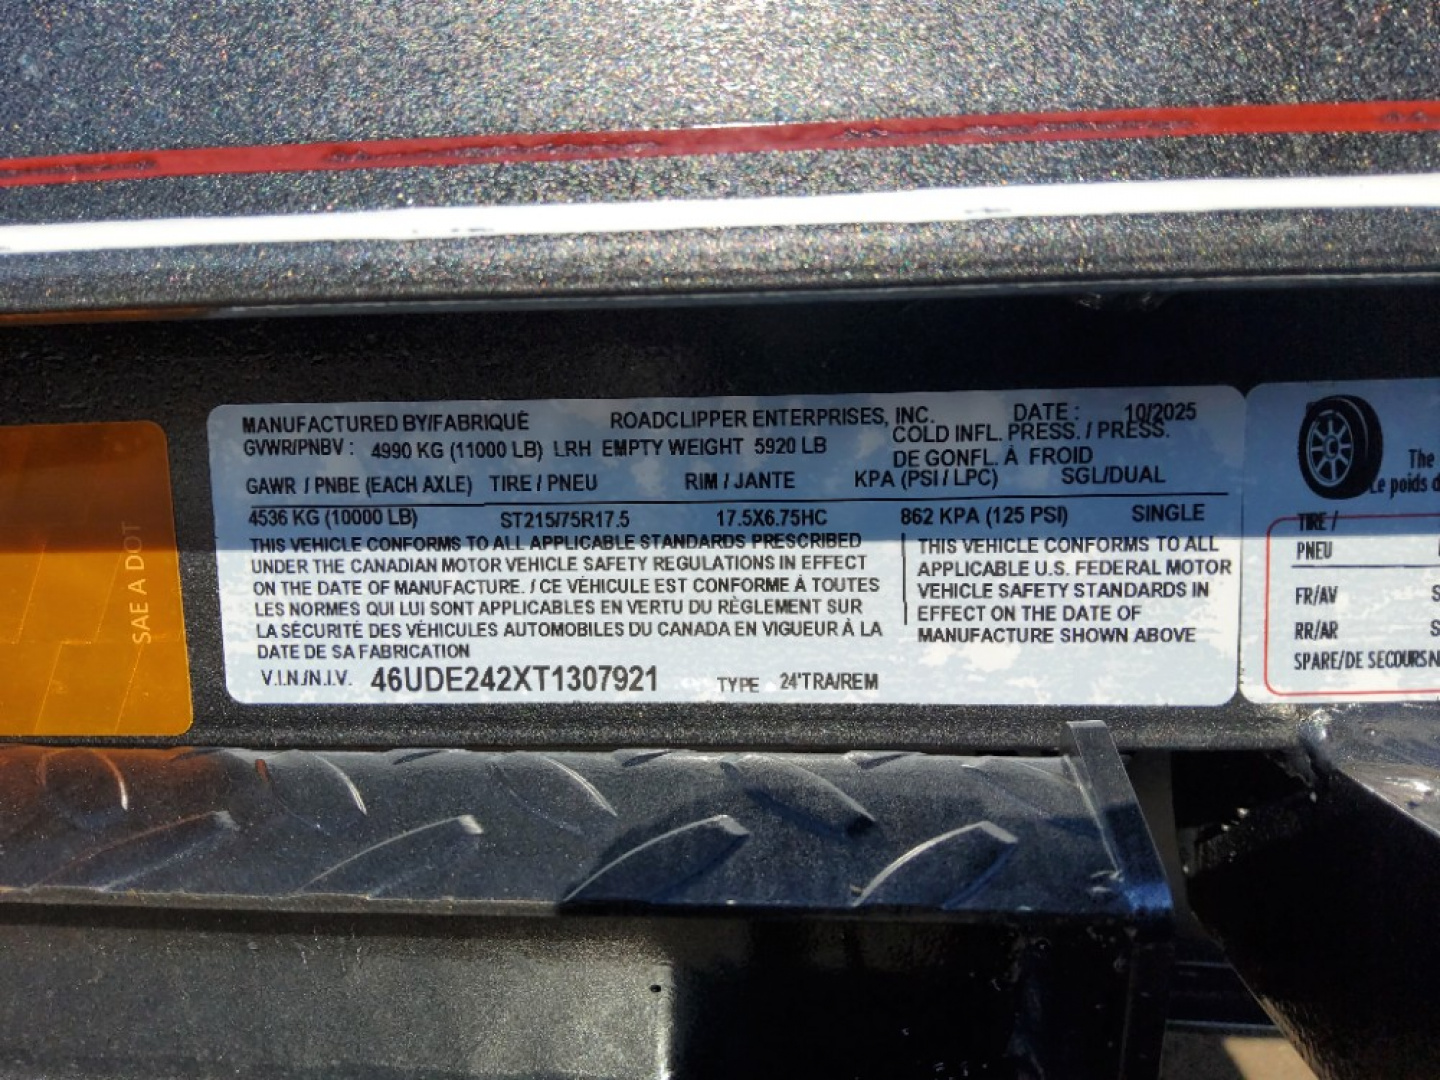 MANUFACTURED BY/FABRIQUÉ ROADCLIPPER ENTERPRISES, INC. DATE : 10/2025
GVWR/PNBV : 4990 KG (11000 LB) LRH EMPTY WEIGHT 5920 LB
COLD INFL. PRESS. / PRESS.
DE GONFL. À FROID
GAWR / PNBE (EACH AXLE) TIRE / PNEU RIM / JANTE KPA (PSI / LPC) SGL/DUAL
4536 KG (10000 LB) ST215/75R17.5 17.5X6.75HC 862 KPA (125 PSI) SINGLE
THIS VEHICLE CONFORMS TO ALL APPLICABLE STANDARDS PRESCRIBED
UNDER THE CANADIAN MOTOR VEHICLE SAFETY REGULATIONS IN EFFECT
ON THE DATE OF MANUFACTURE. / CE VÉHICULE EST CONFORME À TOUTES
LES NORMES QUI LUI SONT APPLICABLES EN VERTU DU RÈGLEMENT SUR
LA SÉCURITÉ DES VÉHICULES AUTOMOBILES DU CANADA EN VIGUEUR À LA
DATE DE SA FABRICATION
THIS VEHICLE CONFORMS TO ALL
APPLICABLE U.S. FEDERAL MOTOR
VEHICLE SAFETY STANDARDS IN
EFFECT ON THE DATE OF
MANUFACTURE SHOWN ABOVE
V.I.N./N.I.V. 46UDE242XT1307921 TYPE 24'TRA/REM
SAE A DOT
The
Le poids d
TIRE /
PNEU
FR/AV S
RR/AR S
SPARE/DE SECOURS N